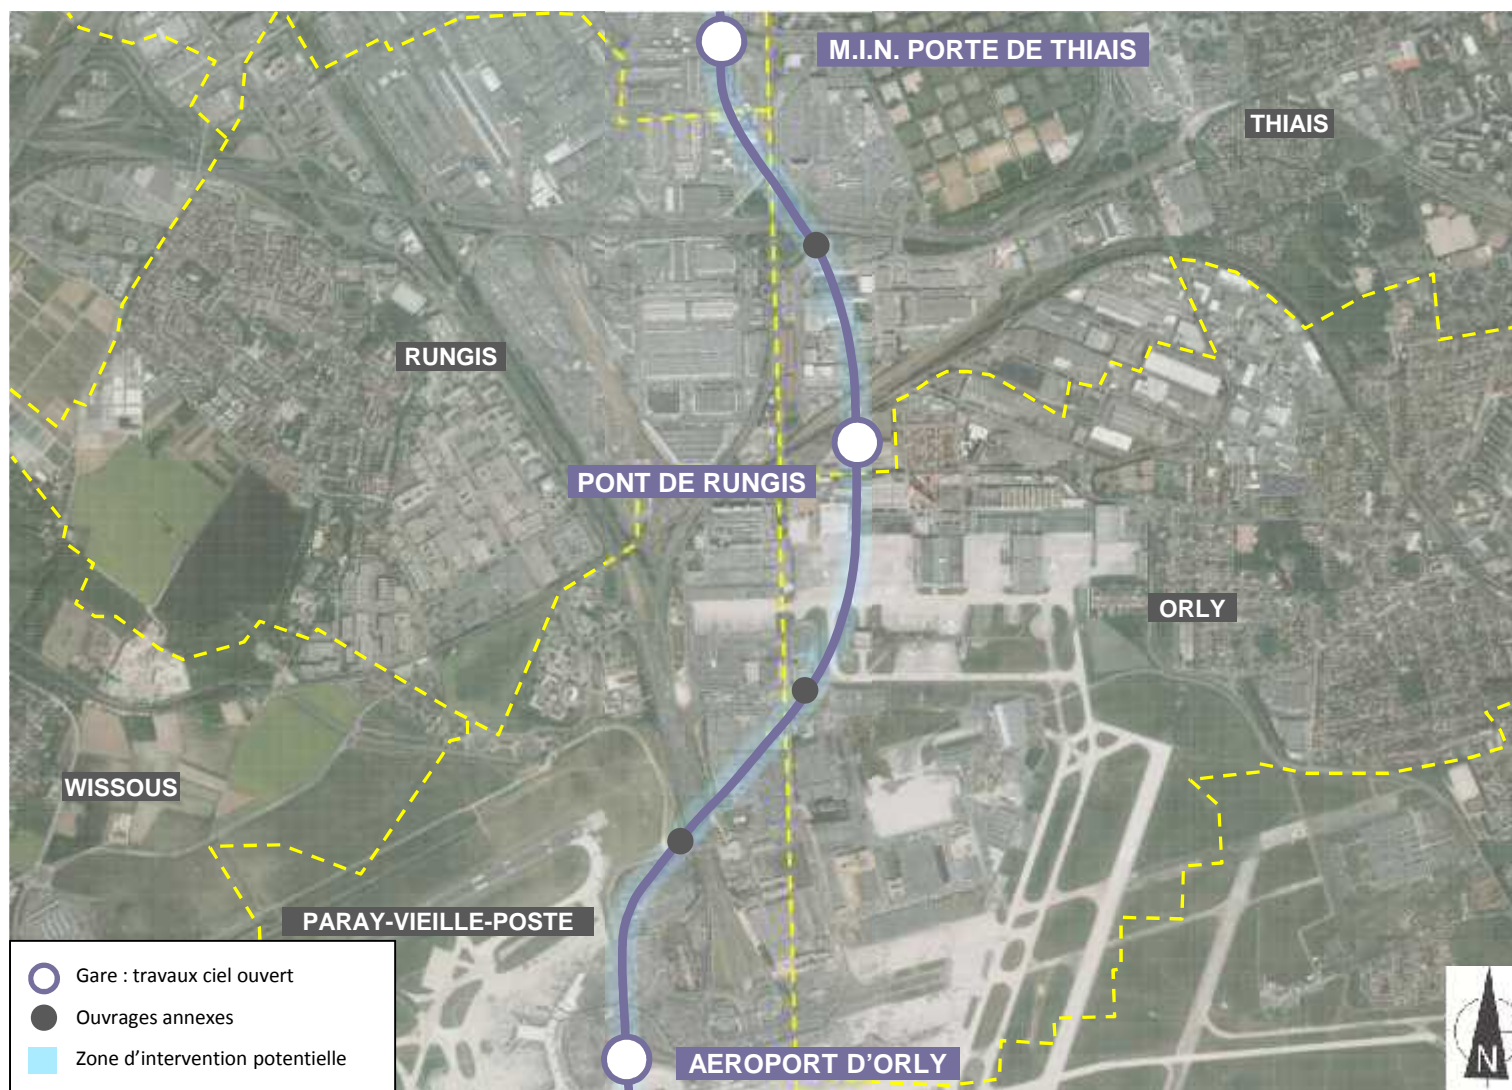 M.I.N. PORTE DE THIAIS
THIAIS
RUNGIS
PONT DE RUNGIS
ORLY
WISSOUS
PARAY-VIEILLE-POSTE
Gare : travaux ciel ouvert
Ouvrages annexes
Zone d’intervention potentielle
AEROPORT D’ORLY
N